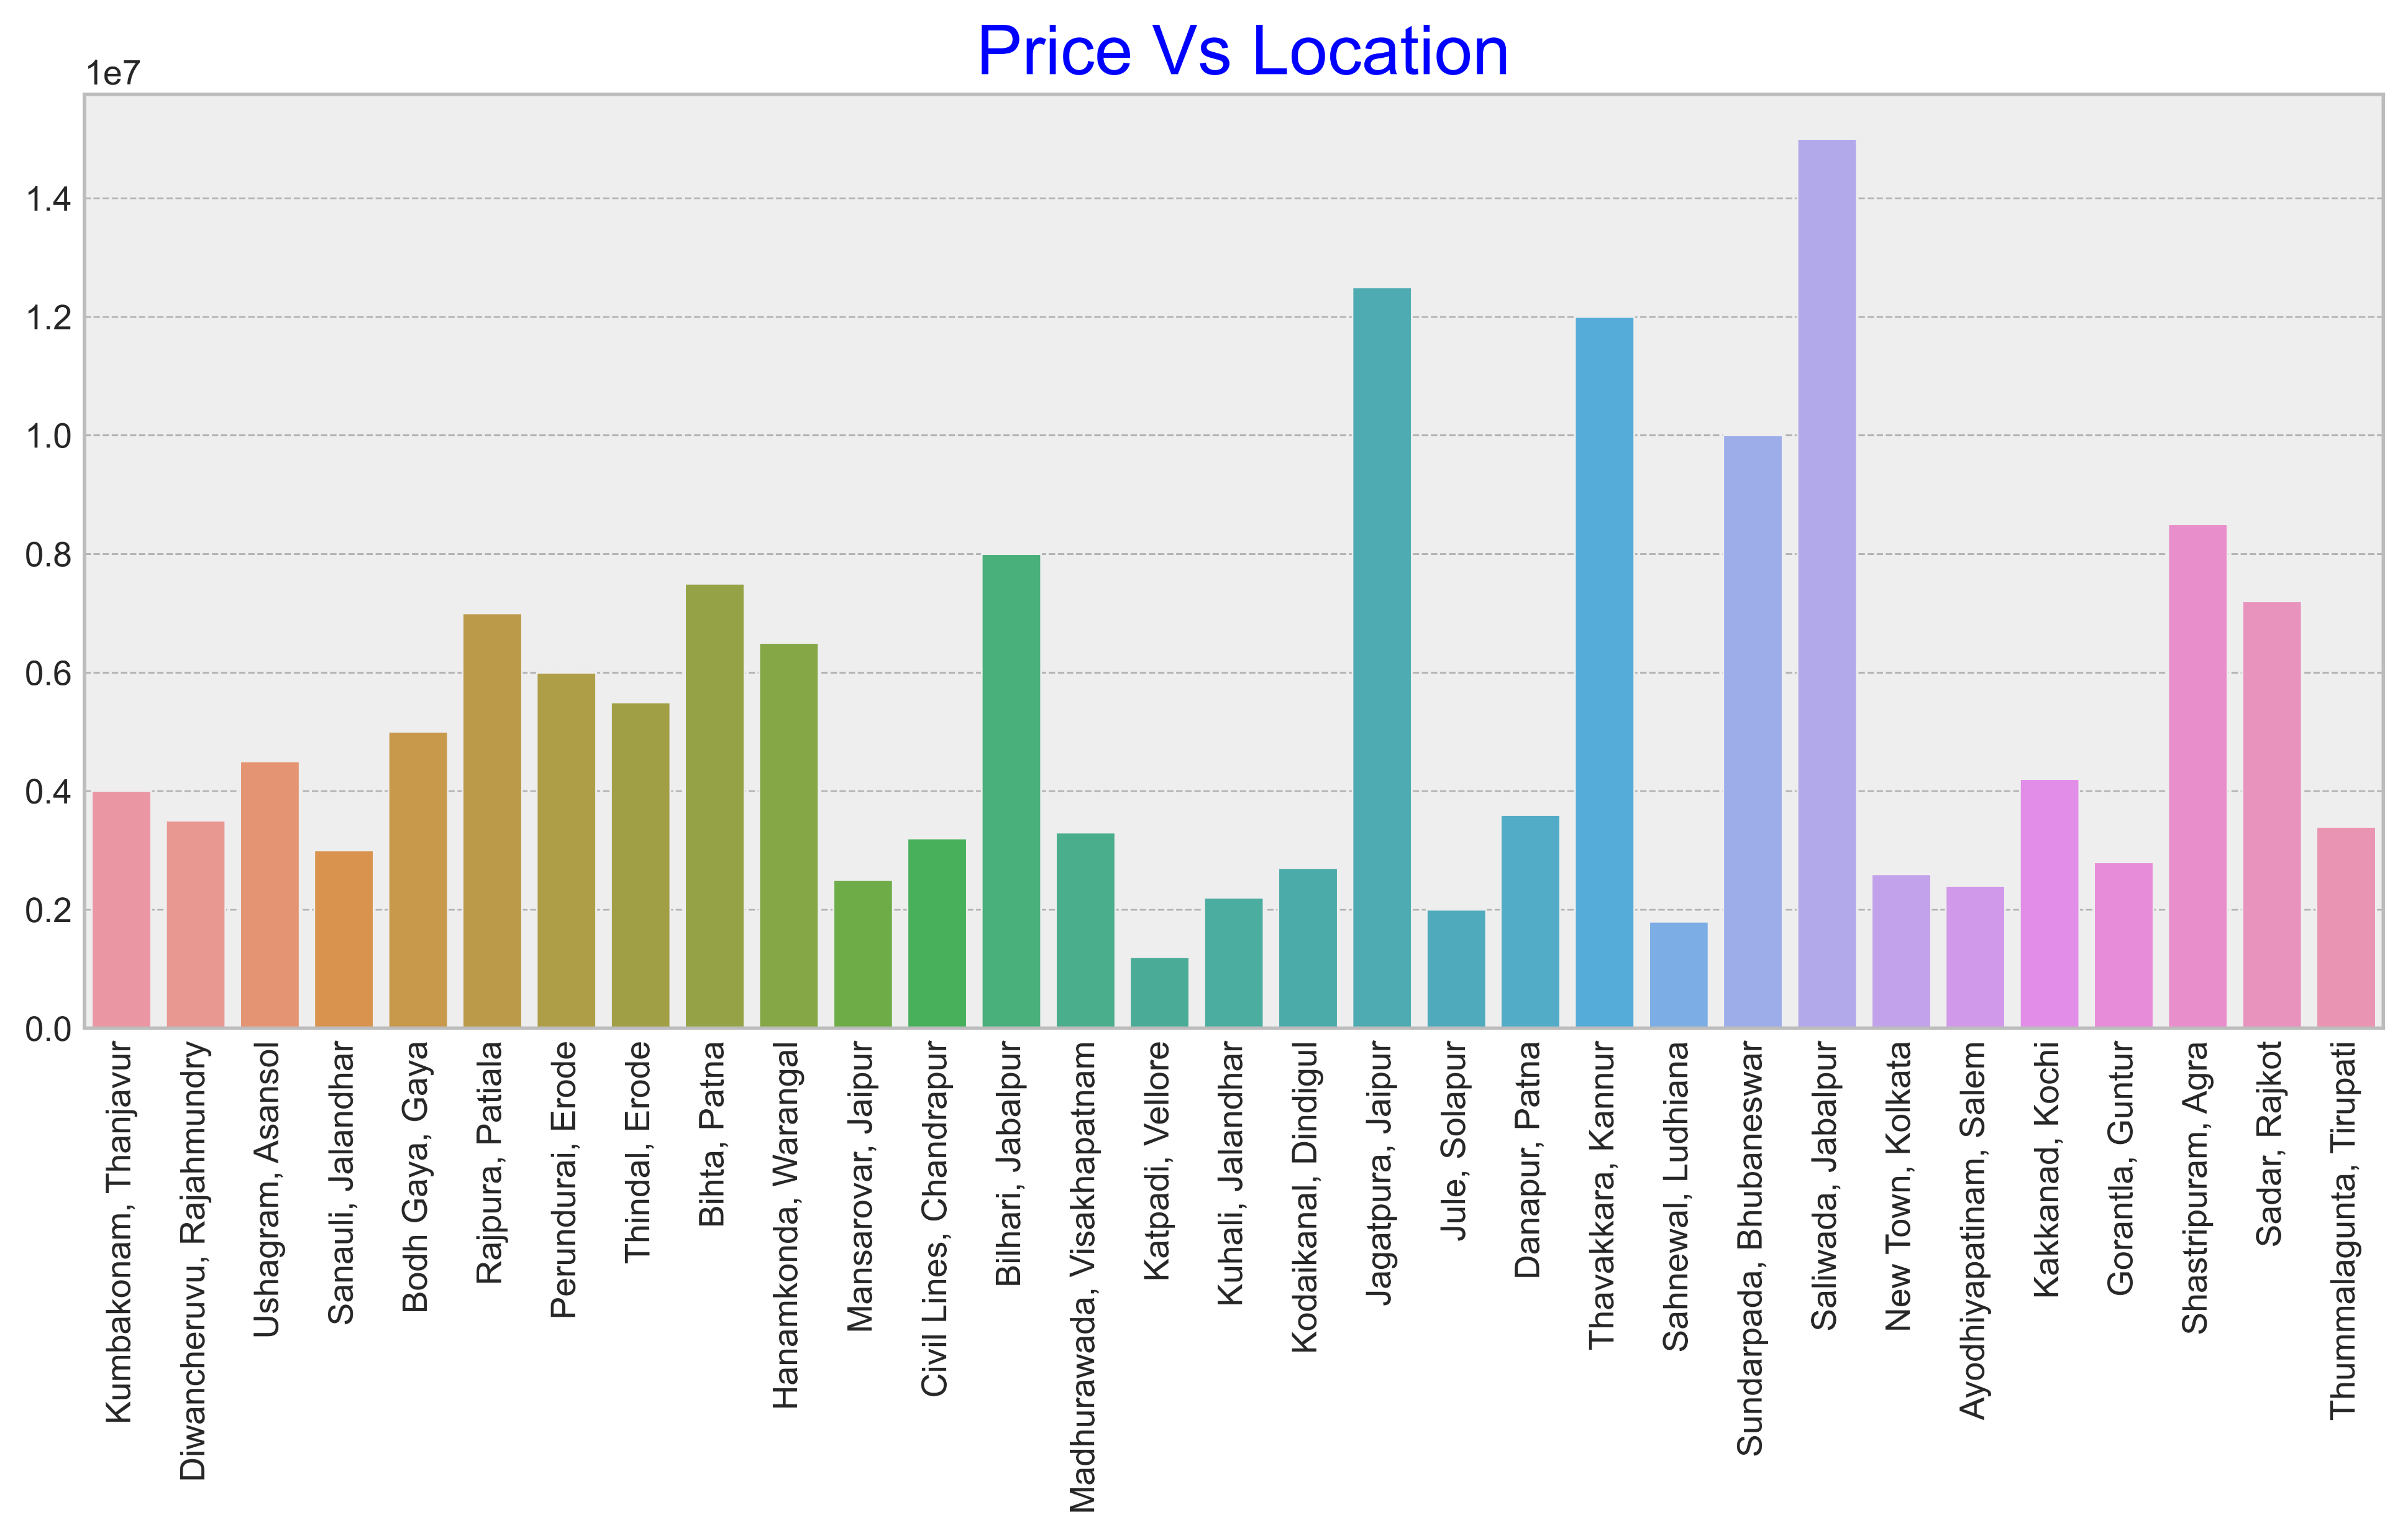 Price Vs Location
1e7
1.4
1.2
1.0
0.8
0.6
0.4
0.2
0.0
Kumbakonam, Thanjavur
Diwancheruvu, Rajahmundry
Ushagram, Asansol
Sanauli, Jalandhar
Bodh Gaya, Gaya
Rajpura, Patiala
Perundurai, Erode
Thindal, Erode
Bihta, Patna
Hanamkonda, Warangal
Mansarovar, Jaipur
Civil Lines, Chandrapur
Bilhari, Jabalpur
Madhurawada, Visakhapatnam
Katpadi, Vellore
Kuhali, Jalandhar
Kodaikanal, Dindigul
Jagatpura, Jaipur
Jule, Solapur
Danapur, Patna
Thavakkara, Kannur
Sahnewal, Ludhiana
Sundarpada, Bhubaneswar
Saliwada, Jabalpur
New Town, Kolkata
Ayodhiyapatinam, Salem
Kakkanad, Kochi
Gorantla, Guntur
Shastripuram, Agra
Sadar, Rajkot
Thummalagunta, Tirupati